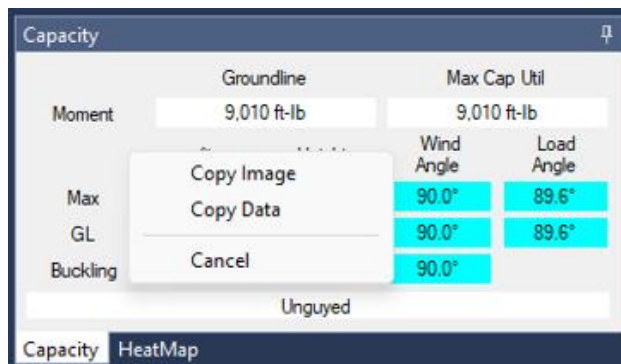 Capacity
Groundline Max Cap Util
Moment 9,010 ft-lb 9,010 ft-lb
Wind Load
Angle Angle
Copy Image
Max 90.0° 89.6°
Copy Data
GL 90.0° 89.6°
Cancel
Buckling 90.0°
Unguyed
Capacity HeatMap